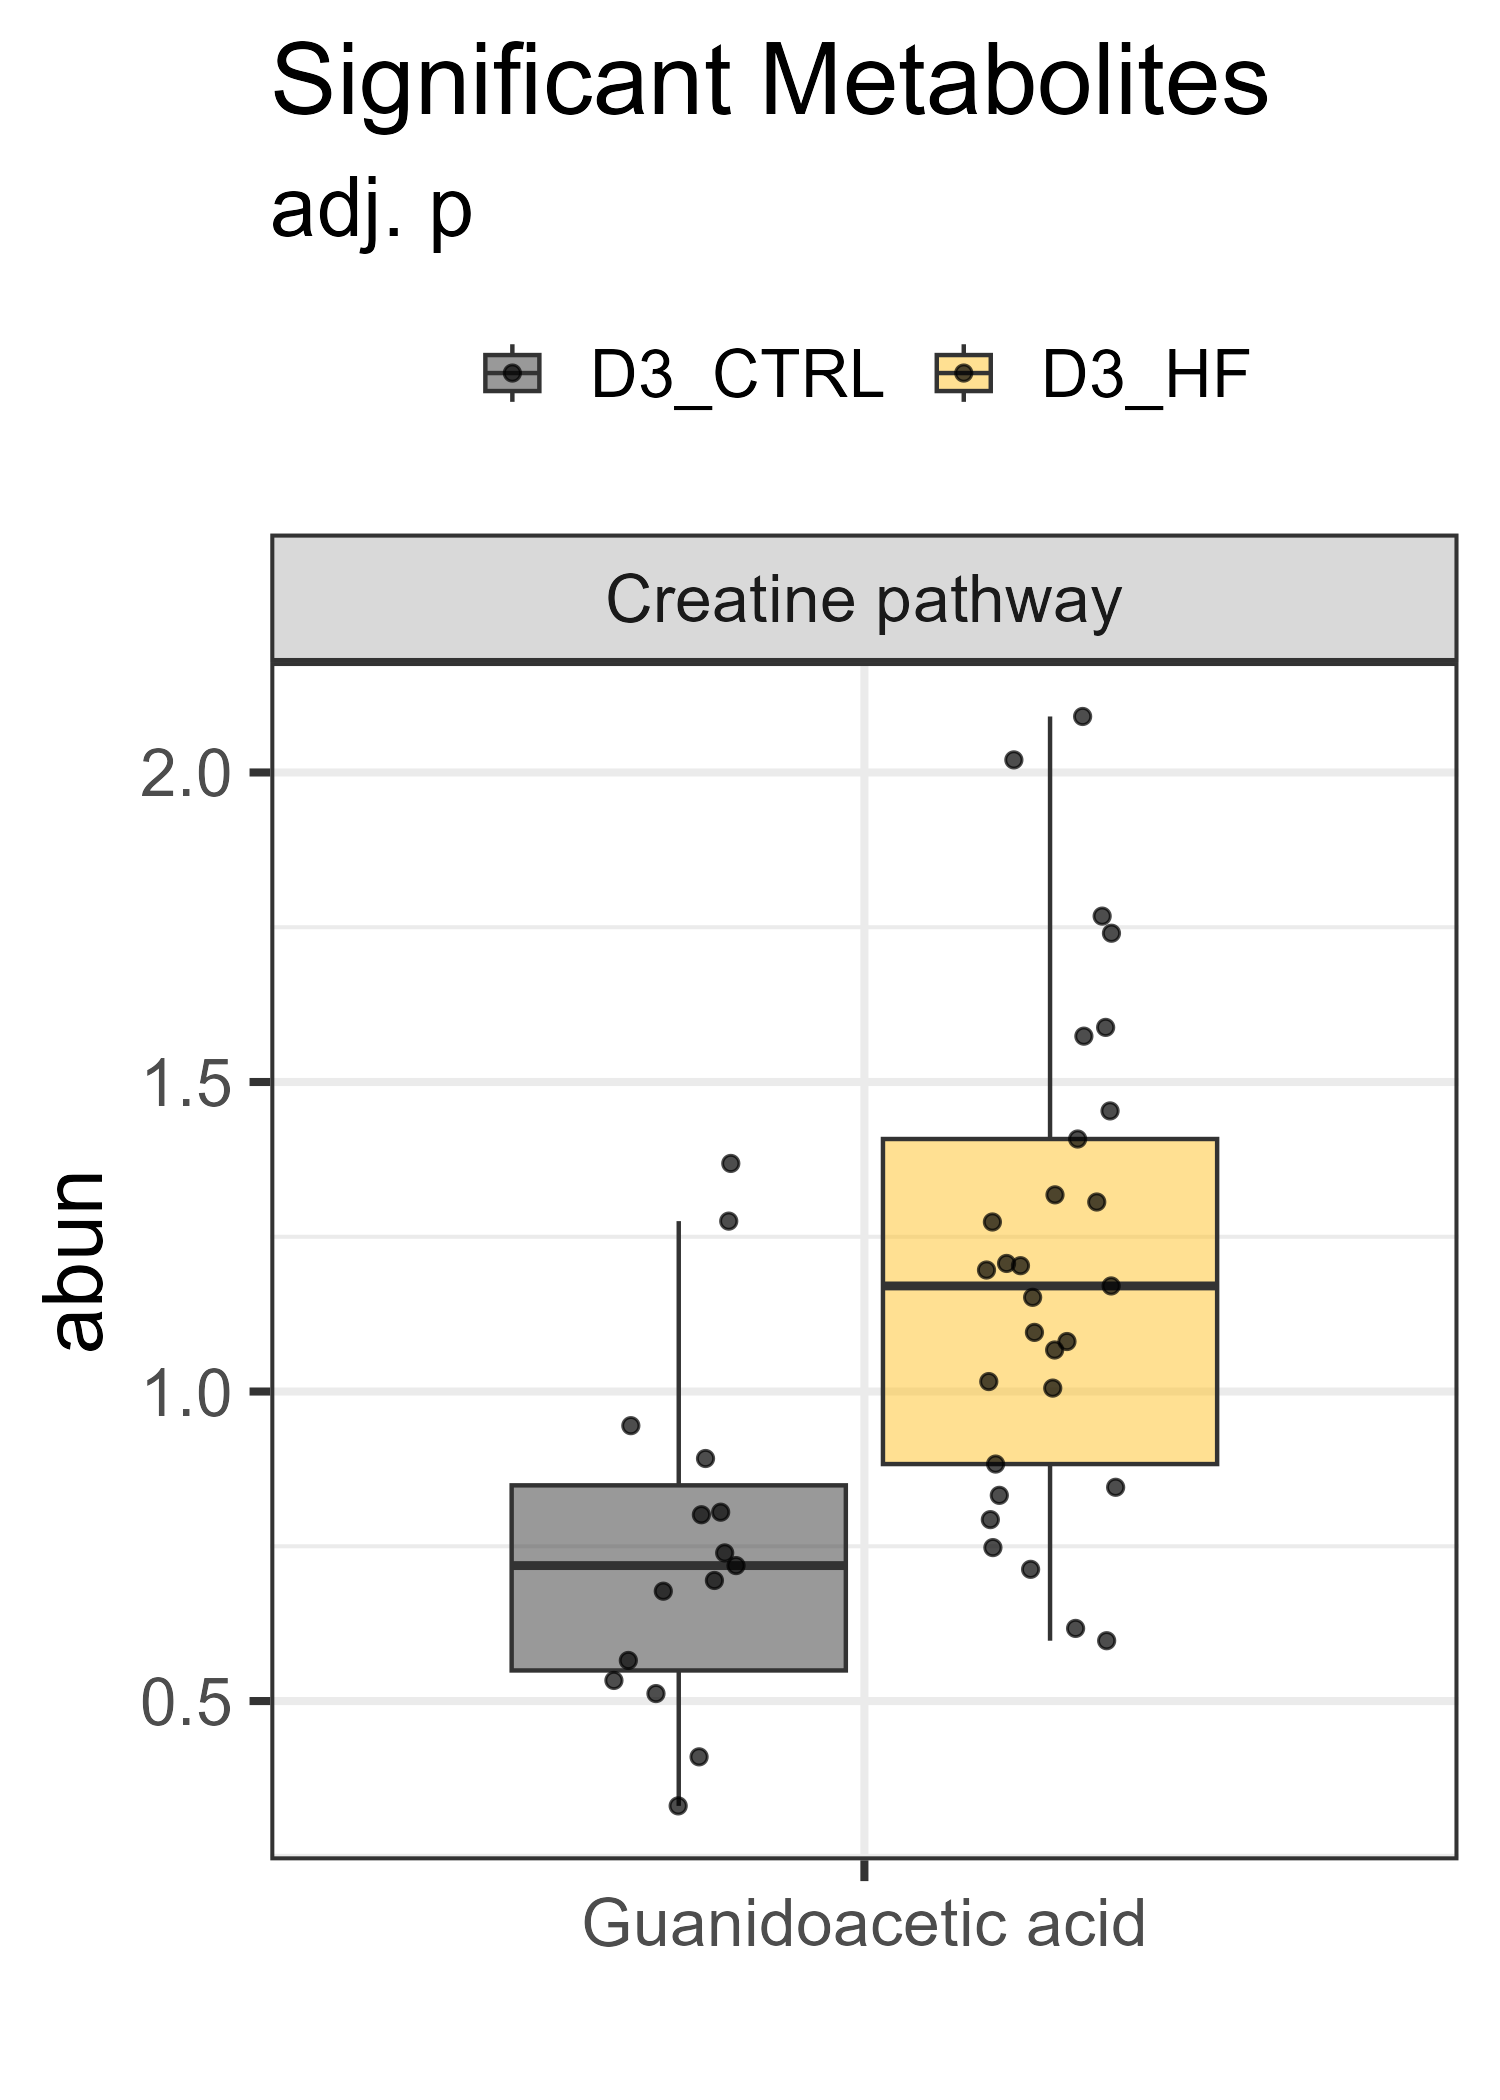 Significant Metabolites
adj. p
D3_CTRL D3_HF
Creatine pathway
2.0
1.5
1.0
0.5
abun
Guanidoacetic acid